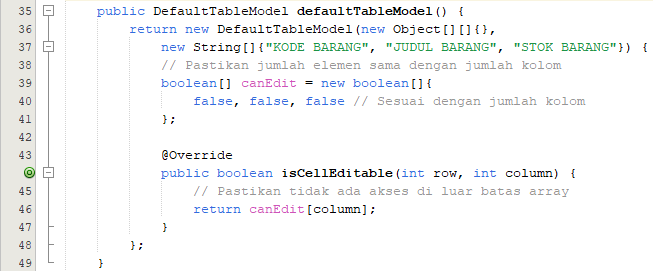 35 public DefaultTableModel defaultTableModel() {
36 return new DefaultTableModel(new Object[][]{},
37 new String[]{"KODE BARANG", "JUDUL BARANG", "STOK BARANG"}) {
38 // Pastikan jumlah elemen sama dengan jumlah kolom
39 boolean[] canEdit = new boolean[]{
40 false, false, false // Sesuai dengan jumlah kolom
41 };
42
43 @Override
public boolean isCellEditable(int row, int column) {
45 // Pastikan tidak ada akses di luar batas array
46 return canEdit[column];
47 }
48 };
49 }